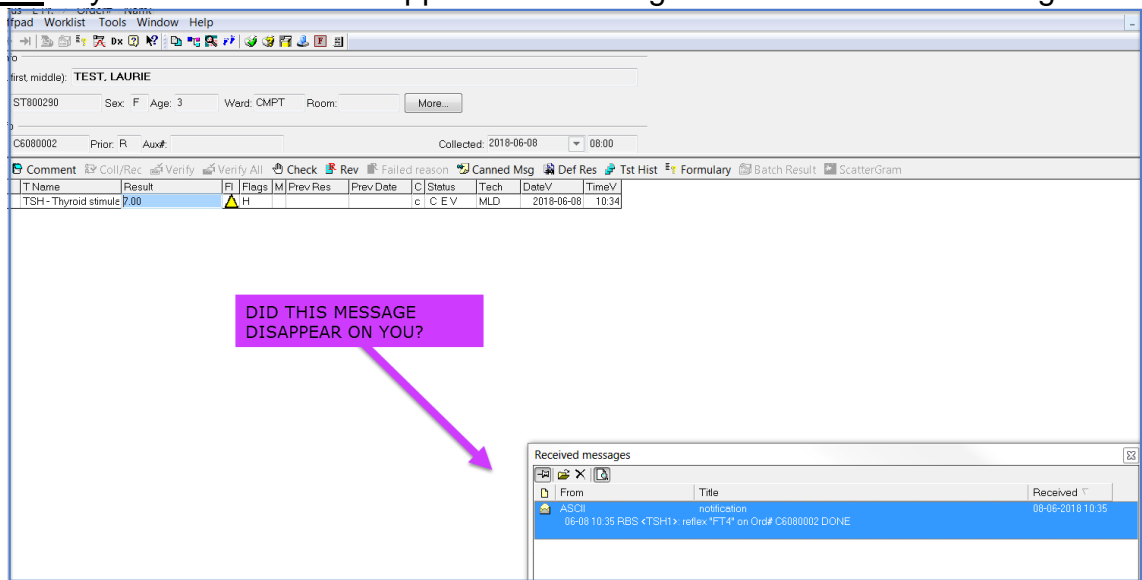 ffpad Worklist Tools Window Help
first, middle): TEST, LAURIE
ST800290 Sex: F Age: 3 Ward: CMPT Room: More...
C6080002 Prior: R Aux#: Collected: 2018-06-08 08:00
Comment Coll/Rec Verify Verify All Check Rev Failed reason Canned Msg Def Res Tst Hist Formulary Batch Result ScatterGram
TName Result Fl Flags M Prev Res Prev Date C Status Tech DateV TimeV
TSH - Thyroid stimula 7.00 H c C E V MLD 2018-06-08 10:34
DID THIS MESSAGE
DISAPPEAR ON YOU?
Received messages
From Title Received
ASCII notification 08-06-2018 10:35
06-08 10:35 RBS <TSH1>: reflex "FT4" on Ord# C6080002 DONE